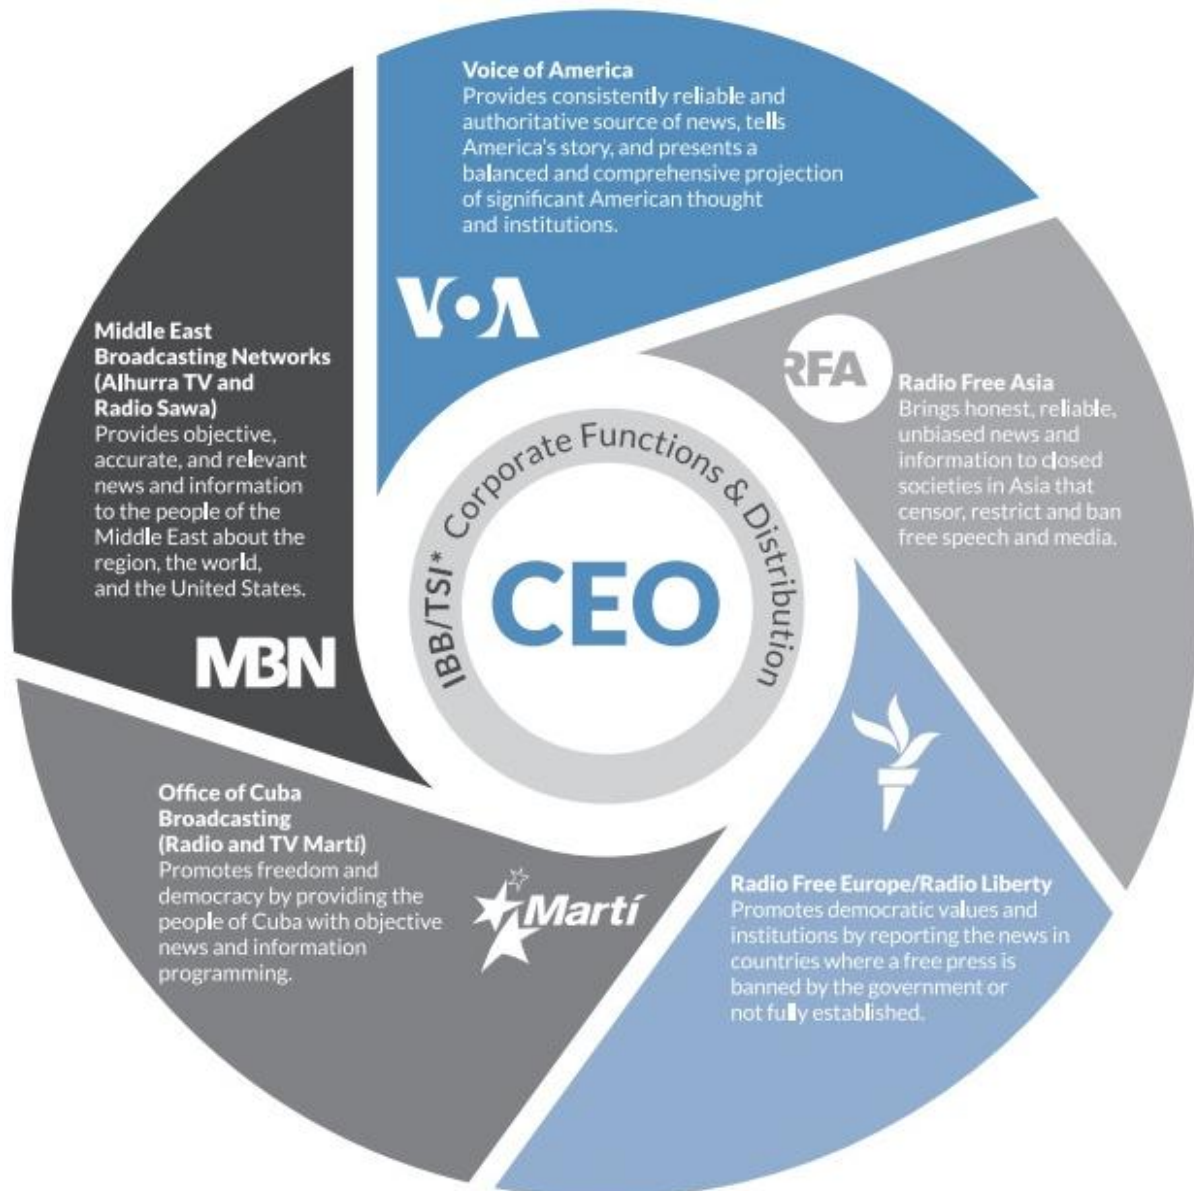 Voice of America
Provides consistently reliable and
authoritative source of news, tells
America's story, and presents a
balanced and comprehensive projection
of significant American thought
and institutions.
VOA
RFA
Radio Free Asia
Brings honest, reliable,
unbiased news and
information to closed
societies in Asia that
censor, restrict and ban
free speech and media.
Radio Free Europe/Radio Liberty
Promotes democratic values and
institutions by reporting the news in
countries where a free press is
banned by the government or
not fully established.
Office of Cuba
Broadcasting
(Radio and TV Martí)
Promotes freedom and
democracy by providing the
people of Cuba with objective
news and information
programming.
Martí
Middle East
Broadcasting Networks
(Alhurra TV and
Radio Sawa)
Provides objective,
accurate, and relevant
news and information
to the people of the
Middle East about the
region, the world,
and the United States.
MBN
IBB/TSI* Corporate Functions & Distribution
CEO